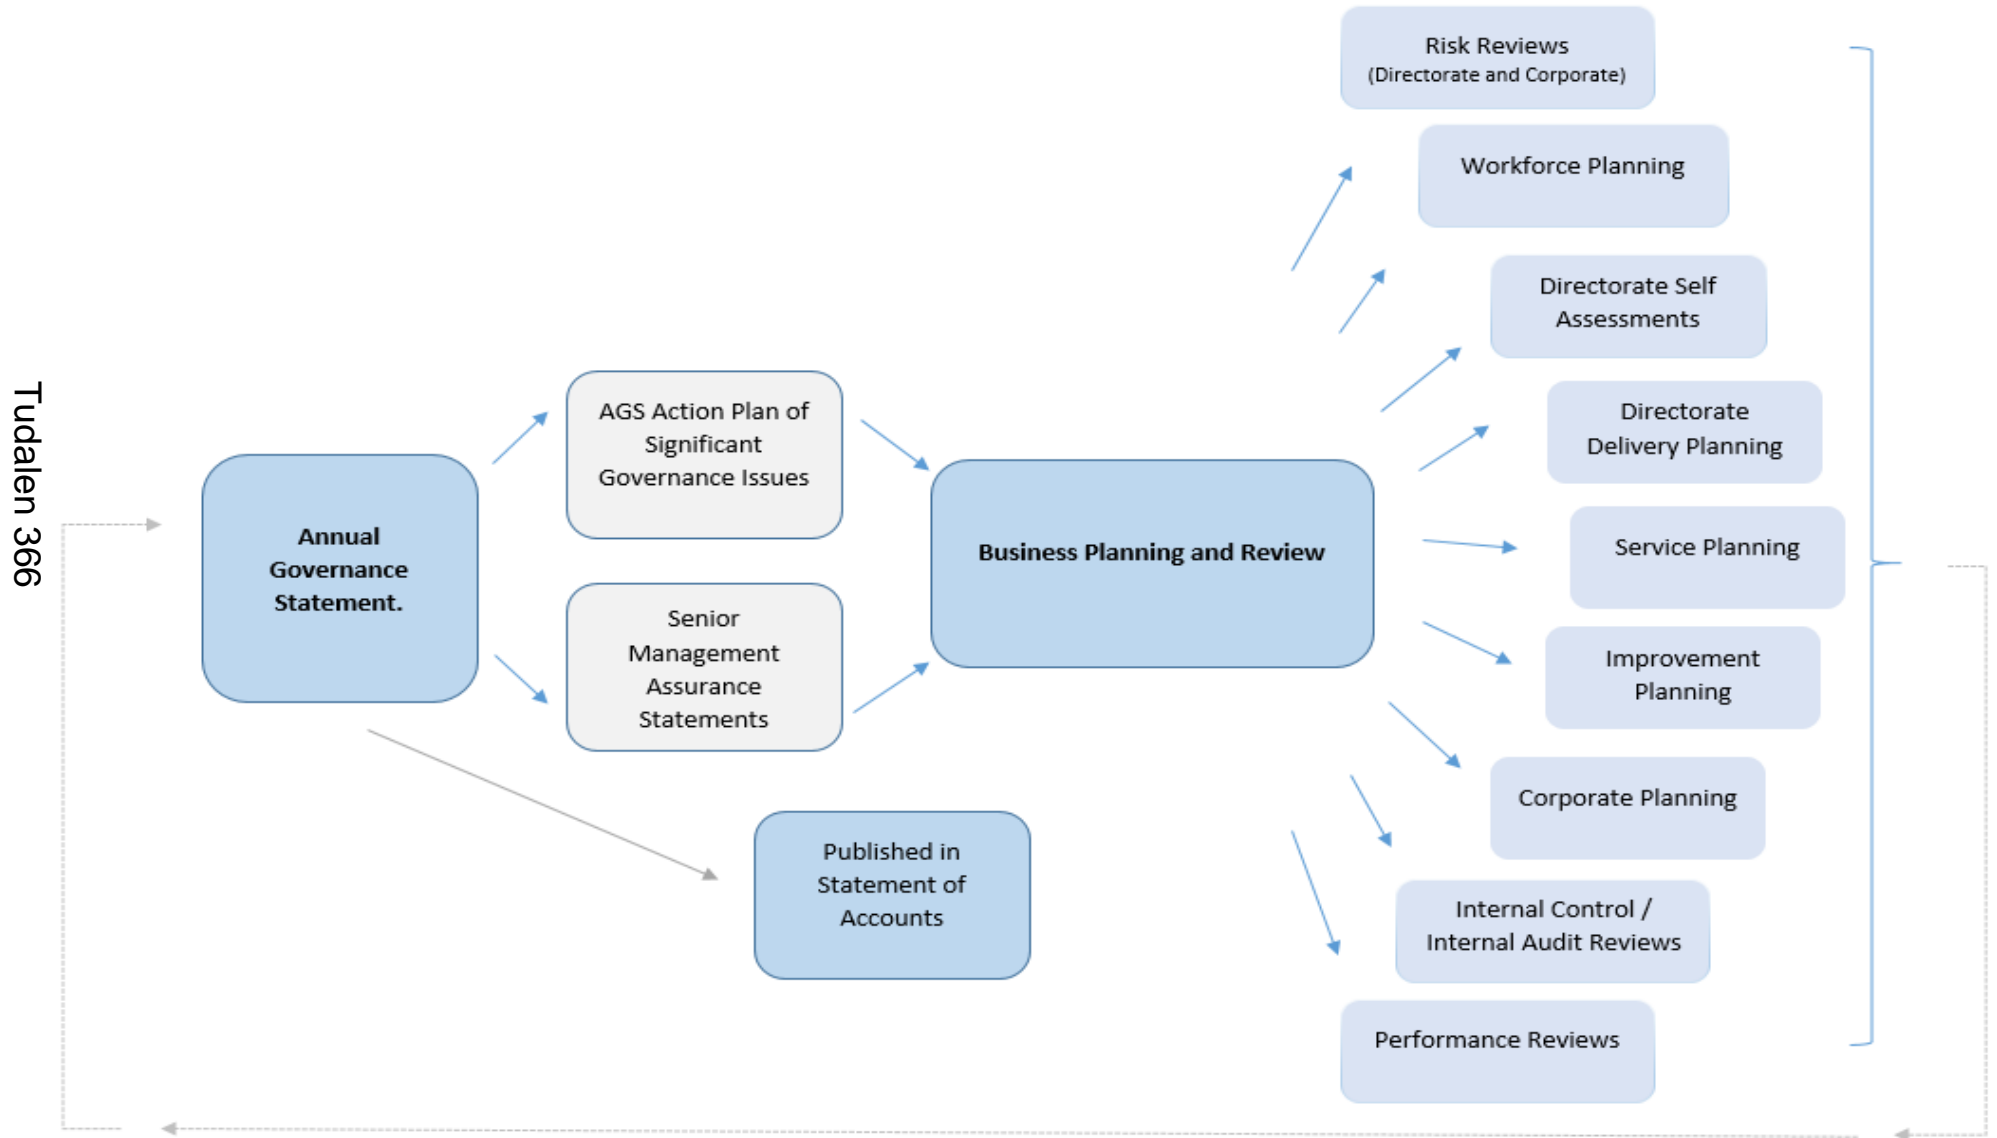 Tudalen 366
Annual
Governance
Statement.
AGS Action Plan of
Significant
Governance Issues
Senior
Management
Assurance
Statements
Published in
Statement of
Accounts
Business Planning and Review
Risk Reviews
(Directorate and Corporate)
Workforce Planning
Directorate Self
Assessments
Directorate
Delivery Planning
Service Planning
Improvement
Planning
Corporate Planning
Internal Control /
Internal Audit Reviews
Performance Reviews